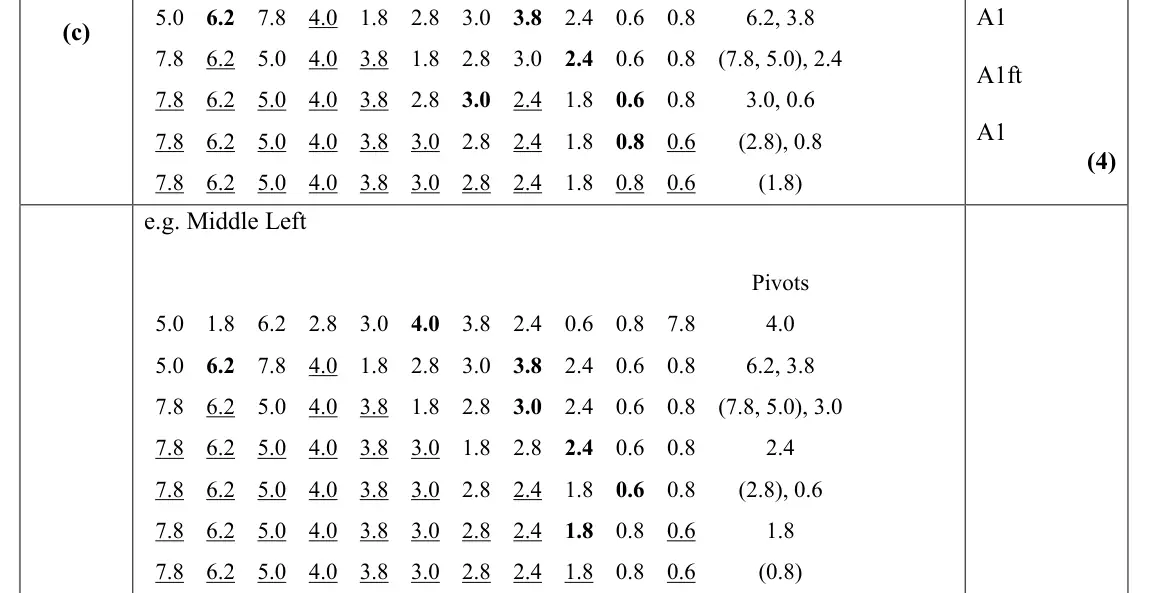 (c)
5.0 6.2 7.8 4.0 1.8 2.8 3.0 3.8 2.4 0.6 0.8 6.2, 3.8 A1
7.8 6.2 5.0 4.0 3.8 1.8 2.8 3.0 2.4 0.6 0.8 (7.8, 5.0), 2.4 A1ft
7.8 6.2 5.0 4.0 3.8 2.8 3.0 2.4 1.8 0.6 0.8 3.0, 0.6
7.8 6.2 5.0 4.0 3.8 3.0 2.8 2.4 1.8 0.8 0.6 (2.8), 0.8 A1
(4)
7.8 6.2 5.0 4.0 3.8 3.0 2.8 2.4 1.8 0.8 0.6 (1.8)
e.g. Middle Left
Pivots
5.0 1.8 6.2 2.8 3.0 4.0 3.8 2.4 0.6 0.8 7.8 4.0
5.0 6.2 7.8 4.0 1.8 2.8 3.0 3.8 2.4 0.6 0.8 6.2, 3.8
7.8 6.2 5.0 4.0 3.8 1.8 2.8 3.0 2.4 0.6 0.8 (7.8, 5.0), 3.0
7.8 6.2 5.0 4.0 3.8 3.0 1.8 2.8 2.4 0.6 0.8 2.4
7.8 6.2 5.0 4.0 3.8 3.0 2.8 2.4 1.8 0.6 0.8 (2.8), 0.6
7.8 6.2 5.0 4.0 3.8 3.0 2.8 2.4 1.8 0.8 0.6 1.8
7.8 6.2 5.0 4.0 3.8 3.0 2.8 2.4 1.8 0.8 0.6 (0.8)